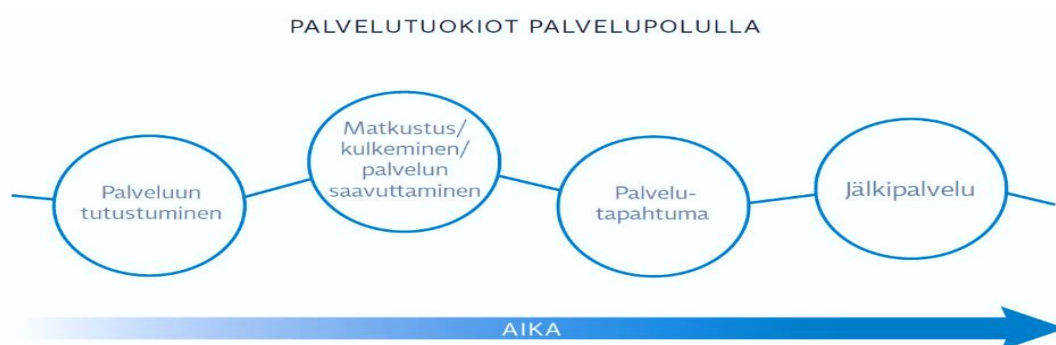 PALVELUTUOKIOT PALVELUPOLULLA
Palveluun
tutustuminen
Matkustus/
kulkeminen/
palvelun
saavuttaminen
Palvelu-
tapahtuma
Jälkipalvelu
AIKA